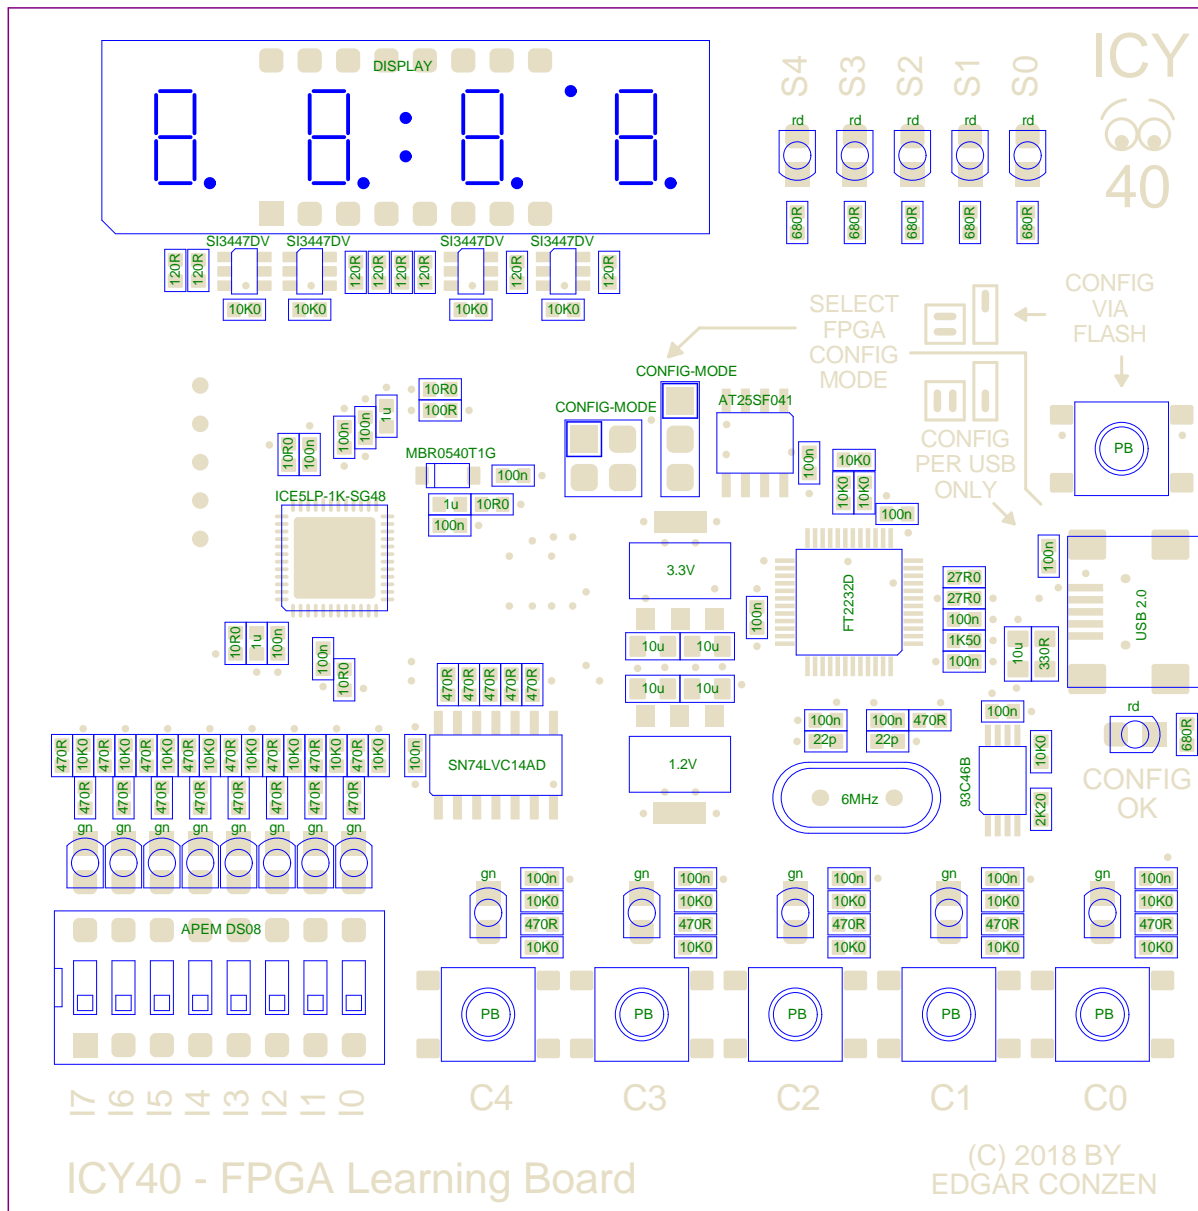 ICY
40
S4 S3 S2 S1 S0
DISPLAY
rd rd rd rd rd
680R 680R 680R 680R 680R
SI3447DV SI3447DV SI3447DV SI3447DV
120R 120R 120R 120R 120R 120R 120R 120R
10K0 10K0 10K0 10K0
SELECT
FPGA
CONFIG
MODE
CONFIG
VIA
FLASH
CONFIG-MODE
CONFIG-MODE
AT25SF041
10R0
100R
1u
100n
100n
10R0 100n
MBR0540T1G
100n
1u 10R0
100n
ICE5LP-1K-SG48
CONFIG
PER USB
ONLY
PB
100n
10K0
10K0 10K0
100n
3.3V
FT2232D
100n
27R0
27R0
100n
1K50
100n
100n
USB 2.0
10u 330R
10u 10u
10u 10u
10R0 1u 100n
100n
10R0
470R 470R 470R 470R 470R
100n
SN74LVC14AD
1.2V
100n
22p
100n 470R
22p
6MHz
100n
93C46B
10K0
2K20
rd
680R
CONFIG
OK
470R 10K0 470R 10K0 470R 10K0 470R 10K0 470R 10K0 470R 10K0 470R 10K0 470R 10K0
470R 470R 470R 470R 470R 470R 470R 470R
gn gn gn gn gn gn gn gn
APEM DS08
gn gn gn gn gn
100n 100n 100n 100n 100n
10K0 10K0 10K0 10K0 10K0
470R 470R 470R 470R 470R
10K0 10K0 10K0 10K0 10K0
PB PB PB PB PB
I7 I6 I5 I4 I3 I2 I1 I0
C4 C3 C2 C1 C0
ICY40 - FPGA Learning Board
(C) 2018 BY
EDGAR CONZEN